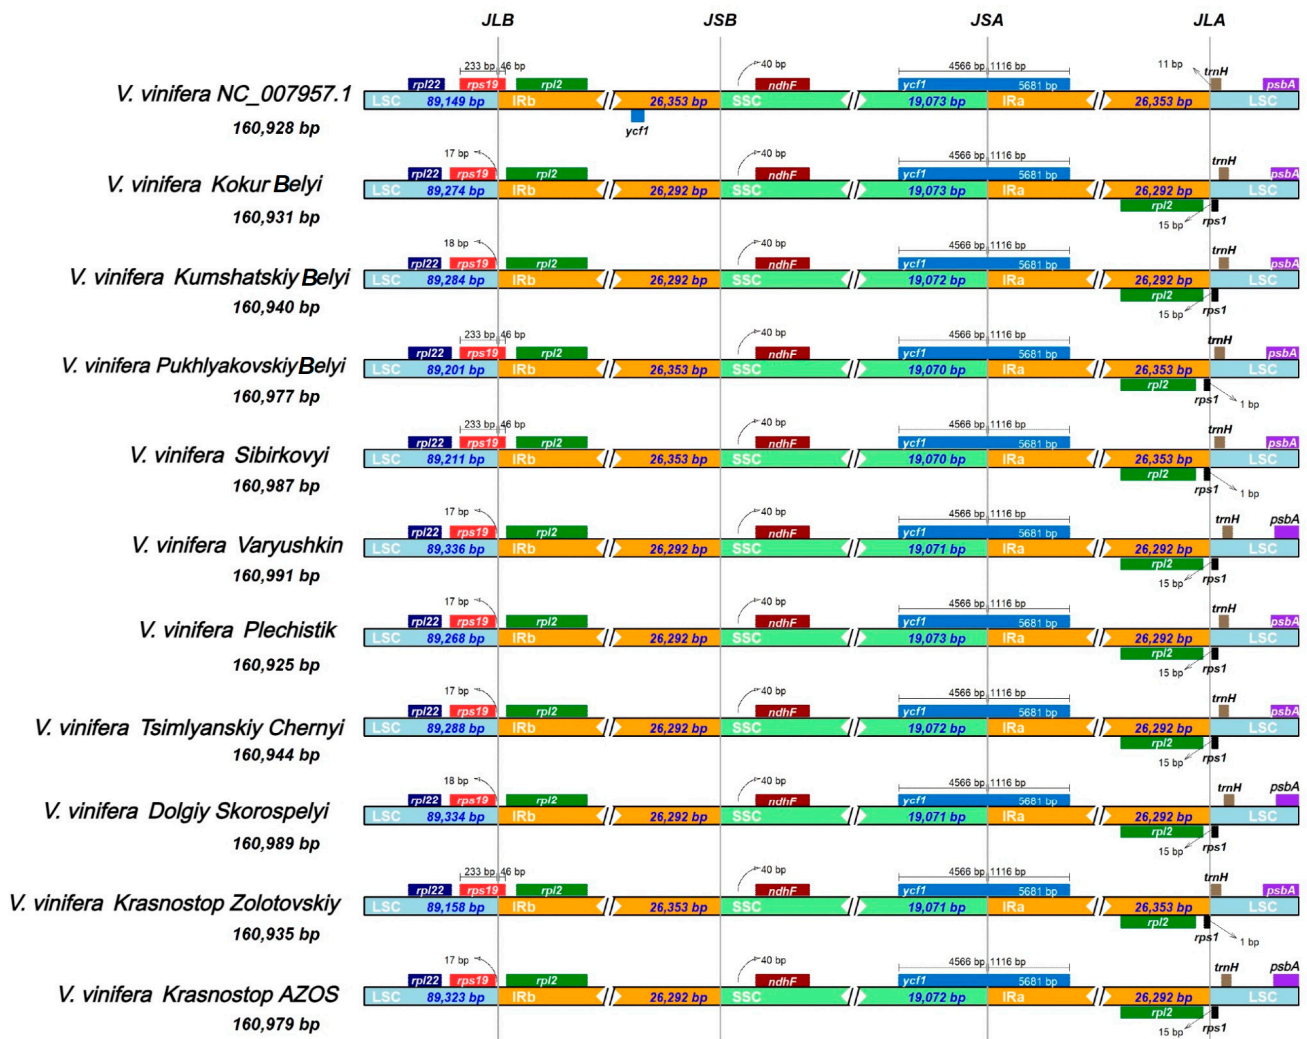 JLB JSB JSA JLA
233 bp 46 bp 40 bp 4566 bp 1116 bp 11 bp trnH
rpl22 rps19 rpl2 ndhF ycf1 5681 bp psbA
V. vinifera NC_007957.1 LSC 89,149 bp IRb 26,353 bp SSC 19,073 bp IRa 26,353 bp LSC
160,928 bp ycf1
17 bp 40 bp 4566 bp 1116 bp trnH
rpl22 rps19 rpl2 ndhF ycf1 5681 bp psbA
V. vinifera Kokur Belyi LSC 89,274 bp IRb 26,292 bp SSC 19,073 bp IRa 26,292 bp LSC
160,931 bp rpl2 15 bp rps1
18 bp 40 bp 4566 bp 1116 bp trnH
rpl22 rps19 rpl2 ndhF ycf1 5681 bp psbA
V. vinifera Kumshatskiy Belyi LSC 89,284 bp IRb 26,292 bp SSC 19,072 bp IRa 26,292 bp LSC
160,940 bp rpl2 15 bp rps1
233 bp 46 bp 40 bp 4566 bp 1116 bp trnH
rpl22 rps19 rpl2 ndhF ycf1 5681 bp psbA
V. vinifera Pukhlyakovskiy Belyi LSC 89,201 bp IRb 26,353 bp SSC 19,070 bp IRa 26,353 bp LSC
160,977 bp rpl2 rps1 1 bp
233 bp 46 bp 40 bp 4566 bp 1116 bp trnH
rpl22 rps19 rpl2 ndhF ycf1 5681 bp psbA
V. vinifera Sibirkovyi LSC 89,211 bp IRb 26,353 bp SSC 19,070 bp IRa 26,353 bp LSC
160,987 bp rpl2 rps1 1 bp
17 bp 40 bp 4566 bp 1116 bp trnH psbA
rpl22 rps19 rpl2 ndhF ycf1 5681 bp
V. vinifera Varyushkin LSC 89,336 bp IRb 26,292 bp SSC 19,071 bp IRa 26,292 bp LSC
160,991 bp rpl2 15 bp rps1
17 bp 40 bp 4566 bp 1116 bp trnH
rpl22 rps19 rpl2 ndhF ycf1 5681 bp psbA
V. vinifera Plechistik LSC 89,268 bp IRb 26,292 bp SSC 19,073 bp IRa 26,292 bp LSC
160,925 bp rpl2 15 bp rps1
17 bp 40 bp 4566 bp 1116 bp trnH
rpl22 rps19 rpl2 ndhF ycf1 5681 bp psbA
V. vinifera Tsimlyanskiy Chernyi LSC 89,288 bp IRb 26,292 bp SSC 19,072 bp IRa 26,292 bp LSC
160,944 bp rpl2 15 bp rps1
18 bp 40 bp 4566 bp 1116 bp trnH psbA
rpl22 rps19 rpl2 ndhF ycf1 5681 bp
V. vinifera Dolgiy Skorospelyi LSC 89,334 bp IRb 26,292 bp SSC 19,071 bp IRa 26,292 bp LSC
160,989 bp rpl2 15 bp rps1
233 bp 46 bp 40 bp 4566 bp 1116 bp trnH
rpl22 rps19 rpl2 ndhF ycf1 5681 bp psbA
V. vinifera Krasnostop Zolotovskiy LSC 89,158 bp IRb 26,353 bp SSC 19,071 bp IRa 26,353 bp LSC
160,935 bp rpl2 rps1 1 bp
17 bp 40 bp 4566 bp 1116 bp trnH psbA
rpl22 rps19 rpl2 ndhF ycf1 5681 bp
V. vinifera Krasnostop AZOS LSC 89,323 bp IRb 26,292 bp SSC 19,072 bp IRa 26,292 bp LSC
160,979 bp rpl2 15 bp rps1